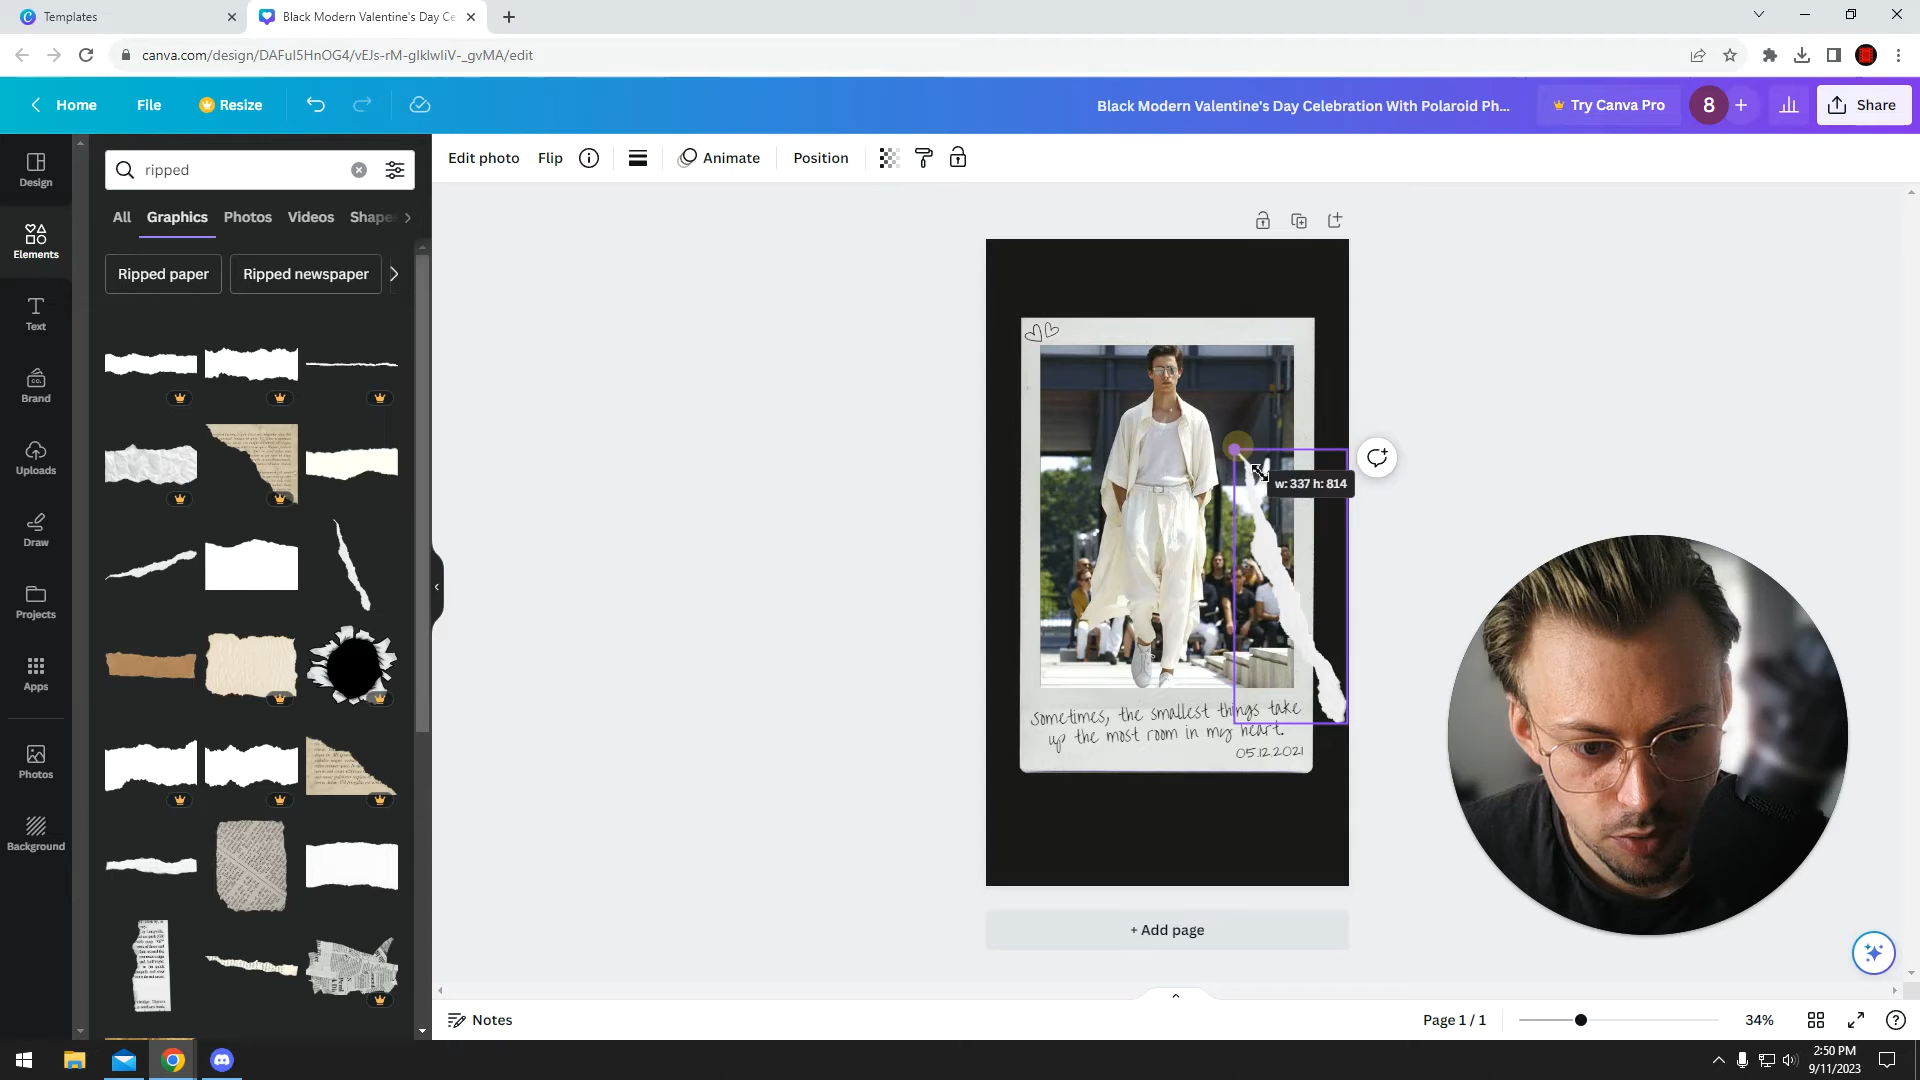 Templates
Black Modern Valentine's Day Ce
canva.com/design/DAFul5HnOG4/vEJs-rM-glklwliV-_gvMA/edit
Home
File
Resize
Black Modern Valentine's Day Celebration With Polaroid Ph...
Try Canva Pro
8
Share
Design
Elements
Text
Brand
Uploads
Draw
Projects
Apps
Photos
Background
ripped
All
Graphics
Photos
Videos
Shape
Ripped paper
Ripped newspaper
Edit photo
Flip
Animate
Position
w: 337 h: 814
Sometimes, the smallest things take
up the most room in my heart.
05.12.2021
+ Add page
Notes
Page 1 / 1
34%
2:50 PM
9/11/2023